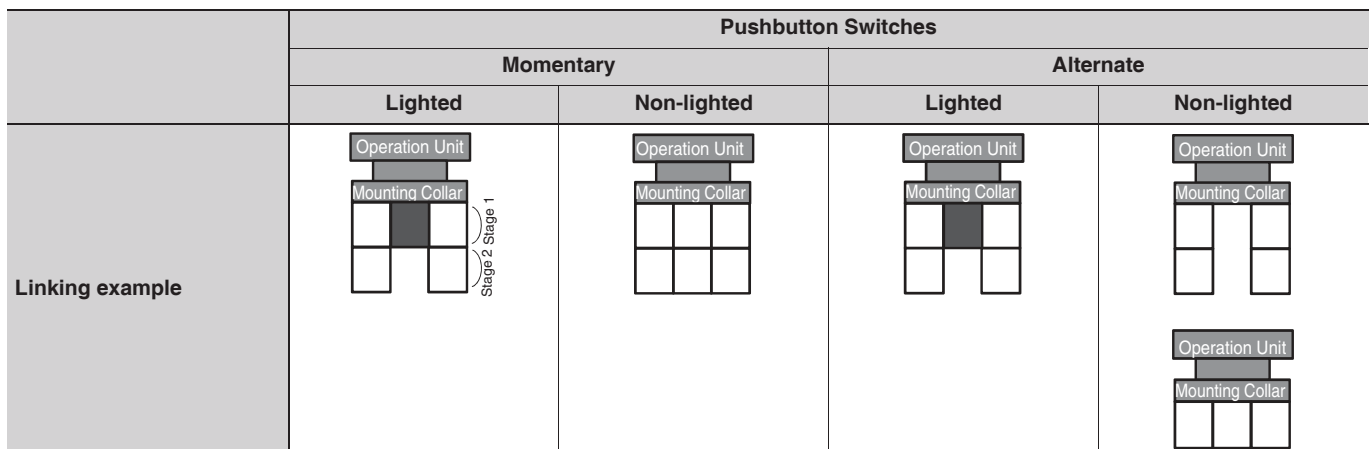 Pushbutton Switches
Momentary
Alternate
Lighted
Non-lighted
Lighted
Non-lighted
Linking example
Operation Unit
Mounting Collar
Stage 1
Stage 2
Operation Unit
Mounting Collar
Operation Unit
Mounting Collar
Operation Unit
Mounting Collar
Operation Unit
Mounting Collar